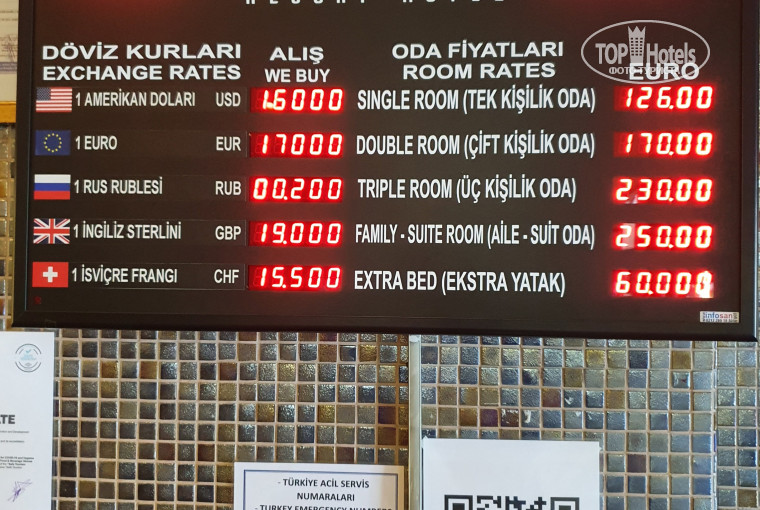 DÖVİZ KURLARI
EXCHANGE RATES
ALIŞ
WE BUY
ODA FİYATLARI
ROOM RATES
EURO
TOP Hotels
1 AMERİKAN DOLARI USD 16000 SINGLE ROOM (TEK KİŞİLİK ODA) 126.00
1 EURO EUR 17000 DOUBLE ROOM (ÇİFT KİŞİLİK ODA) 170.00
1 RUS RUBLESİ RUB 00.200 TRIPLE ROOM (ÜÇ KİŞİLİK ODA) 230.00
1 İNGİLİZ STERLİNİ GBP 19.000 FAMILY - SUITE ROOM (AİLE - SUİT ODA) 250.00
1 İSVİÇRE FRANGI CHF 15.500 EXTRA BED (EKSTRA YATAK) 60.000
infosan
- TÜRKİYE ACİL SERVİS
NUMARALARI
- TURKEY EMERGENCY NUMBERS